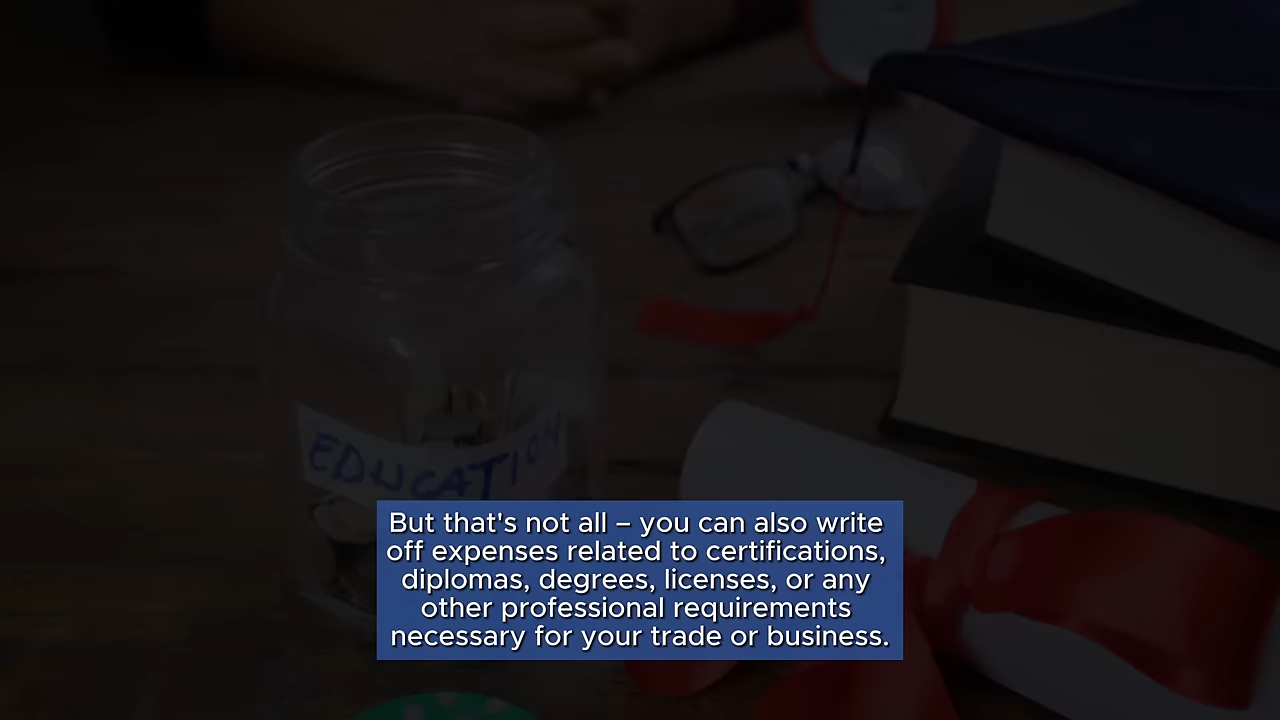 EDUCATION
But that's not all – you can also write
off expenses related to certifications,
diplomas, degrees, licenses, or any
other professional requirements
necessary for your trade or business.